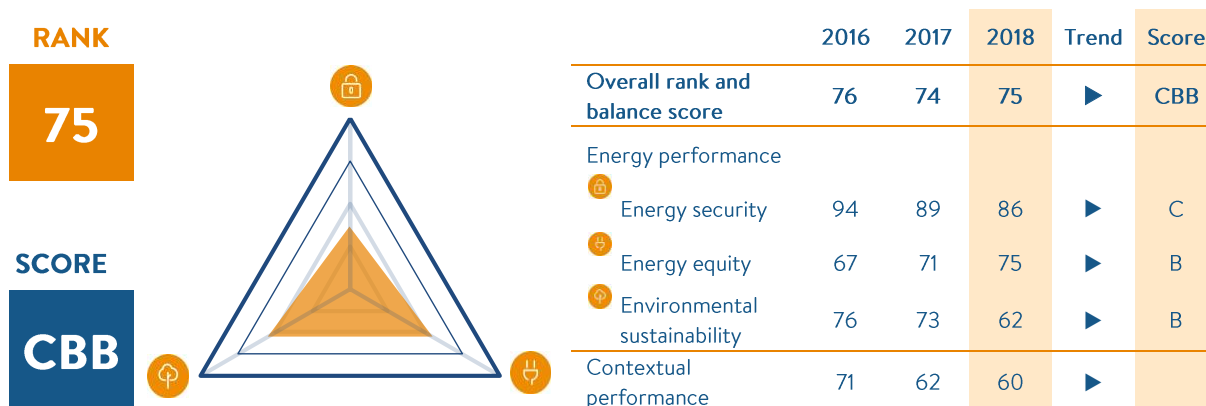 RANK
75
SCORE
CBB
2016 2017 2018 Trend Score
Overall rank and
balance score 76 74 75 ▶ CBB
Energy performance
Energy security 94 89 86 ▶ C
Energy equity 67 71 75 ▶ B
Environmental
sustainability 76 73 62 ▶ B
Contextual
performance 71 62 60 ▶